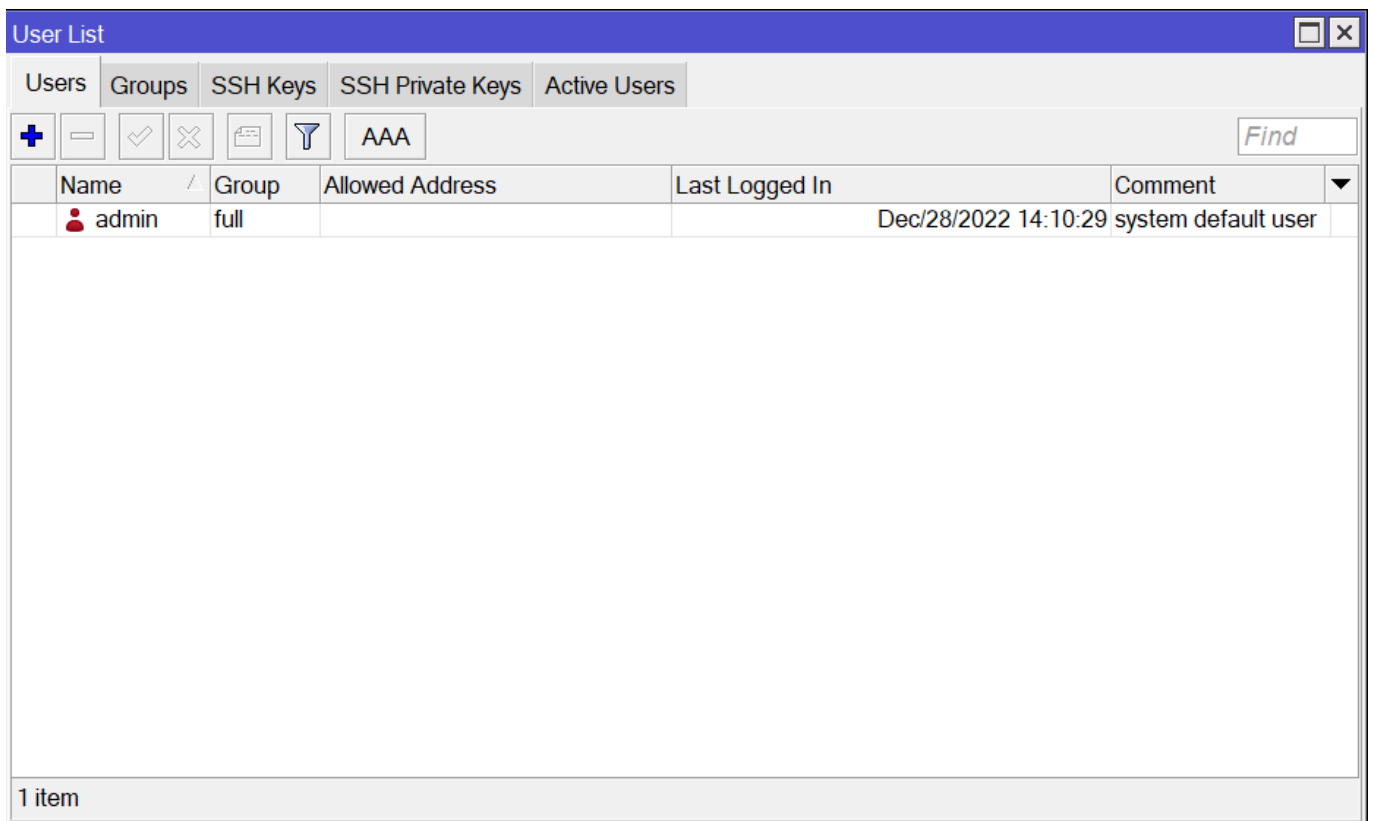 User List
Users Groups SSH Keys SSH Private Keys Active Users
AAA Find
Name Group Allowed Address Last Logged In Comment
admin full Dec/28/2022 14:10:29 system default user
1 item